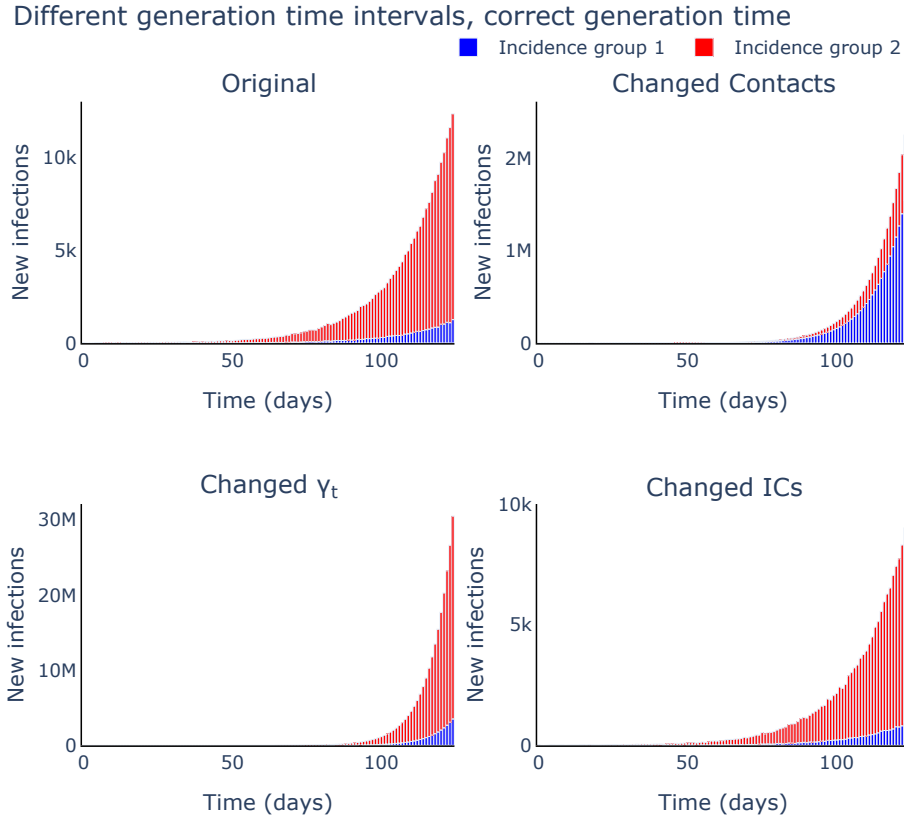 Different generation time intervals, correct generation time
Incidence group 1 Incidence group 2
Original
New infections
10k
5k
0
0 50 100
Time (days)
Changed Contacts
New infections
2M
1M
0
0 50 100
Time (days)
Changed γt
New infections
30M
20M
10M
0
0 50 100
Time (days)
Changed ICs
New infections
10k
5k
0
0 50 100
Time (days)